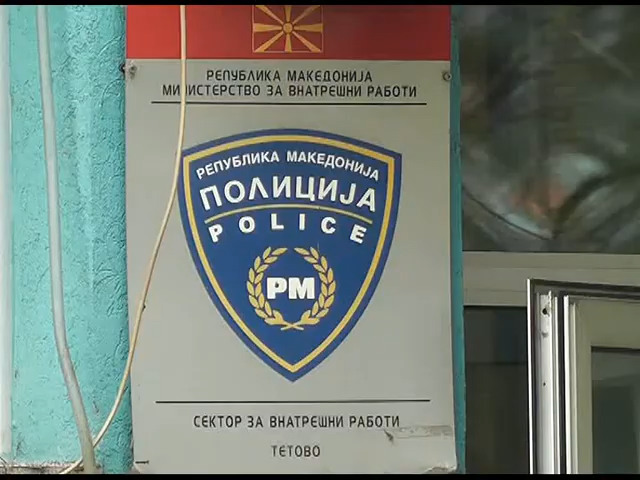 РЕПУБЛИКА МАКЕДОНИЈА
МИНИСТЕРСТВО ЗА ВНАТРЕШНИ РАБОТИ
РЕПУБЛИКА МАКЕДОНИЈА
ПОЛИЦИЈА
POLICE
РМ
СЕКТОР ЗА ВНАТРЕШНИ РАБОТИ
ТЕТОВО